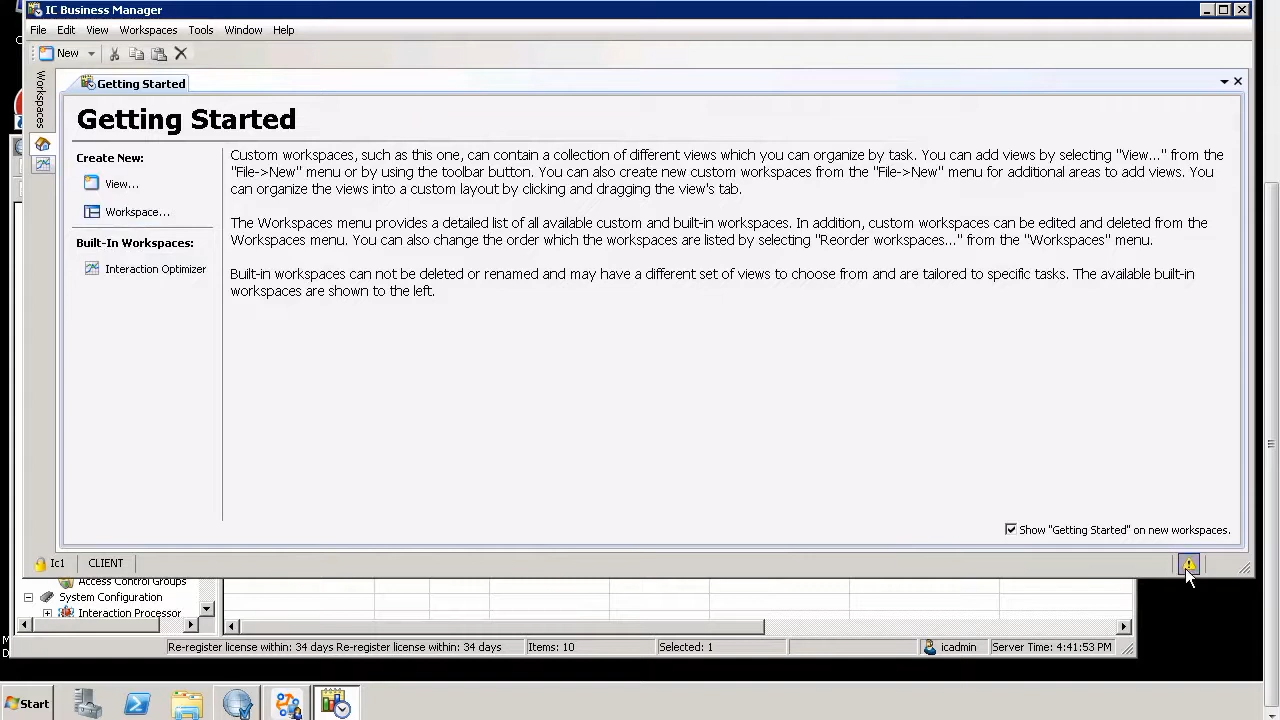 IC Business Manager
File Edit View Workspaces Tools Window Help
New
Workspaces
Getting Started
Getting Started
Create New:
View...
Workspace...
Built-In Workspaces:
Interaction Optimizer
Custom workspaces, such as this one, can contain a collection of different views which you can organize by task. You can add views by selecting "View..." from the
"File->New" menu or by using the toolbar button. You can also create new custom workspaces from the "File->New" menu for additional areas to add views. You
can organize the views into a custom layout by clicking and dragging the view's tab.
The Workspaces menu provides a detailed list of all available custom and built-in workspaces. In addition, custom workspaces can be edited and deleted from the
Workspaces menu. You can also change the order which the workspaces are listed by selecting "Reorder workspaces..." from the "Workspaces" menu.
Built-in workspaces can not be deleted or renamed and may have a different set of views to choose from and are tailored to specific tasks. The available built-in
workspaces are shown to the left.
Show "Getting Started" on new workspaces.
Ic1 CLIENT
Access Control Groups
System Configuration
Interaction Processor
Re-register license within: 34 days Re-register license within: 34 days Items: 10 Selected: 1 icadmin Server Time: 4:41:53 PM
Start